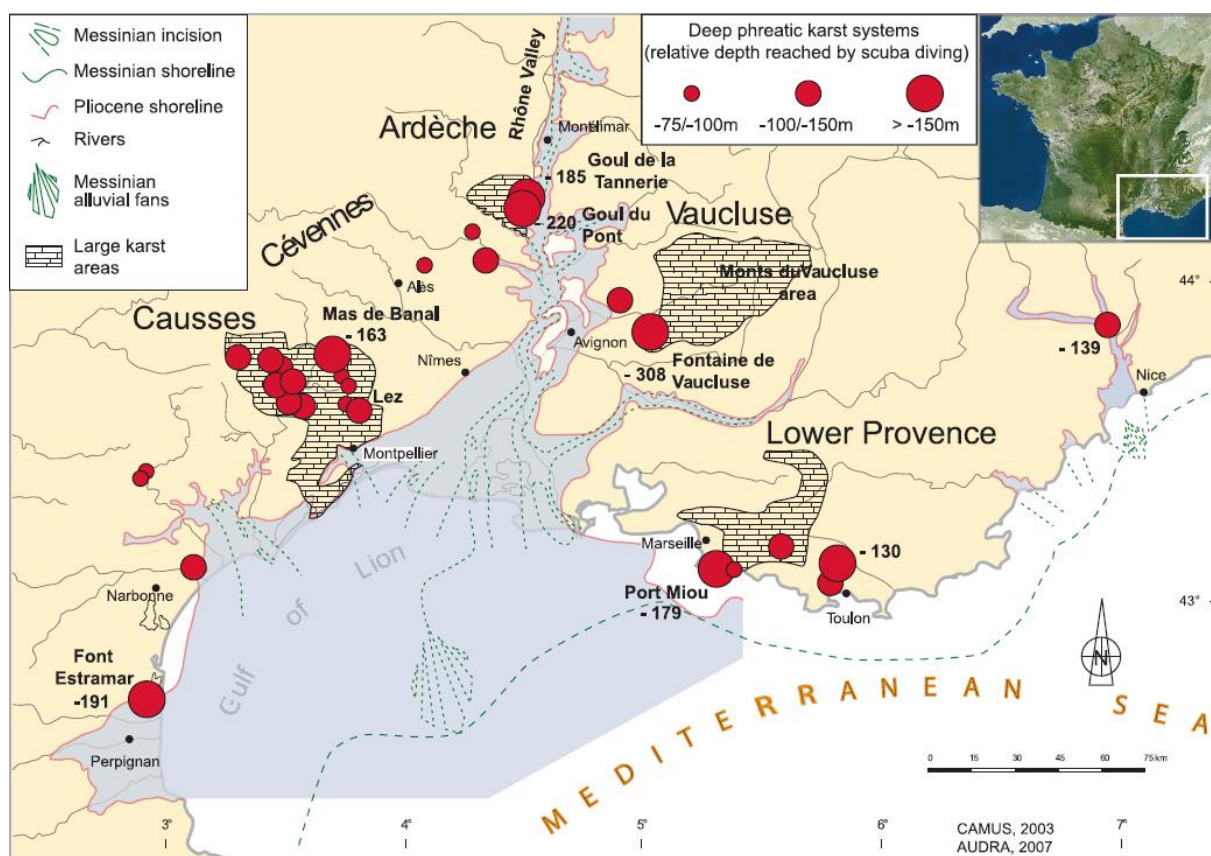 Messinian incision
Messinian shoreline
Pliocene shoreline
Rivers
Messinian
alluvial fans
Large karst
areas
Deep phreatic karst systems
(relative depth reached by scuba diving)
-75/-100m
-100/-150m
> -150m
Rhône Valley
Ardèche
Montélimar
Goul de la
Tannerie
- 185
- 220
Goul du
Pont
Vaucluse
Cévennes
Alès
Monts du Vaucluse
area
44°
Causses
Mas de Banal
- 163
Avignon
Nîmes
Fontaine de
Vaucluse
- 308
- 139
Nice
Lez
Montpellier
Lower Provence
Marseille
- 130
Port Miou
- 179
Toulon
43°
Narbonne
Gulf of Lion
N
Font
Estramar
-191
Perpignan
MEDITERRANEAN SEA
0 15 30 45 60 75 km
3° 4° 5° 6° 7°
CAMUS, 2003
AUDRA, 2007